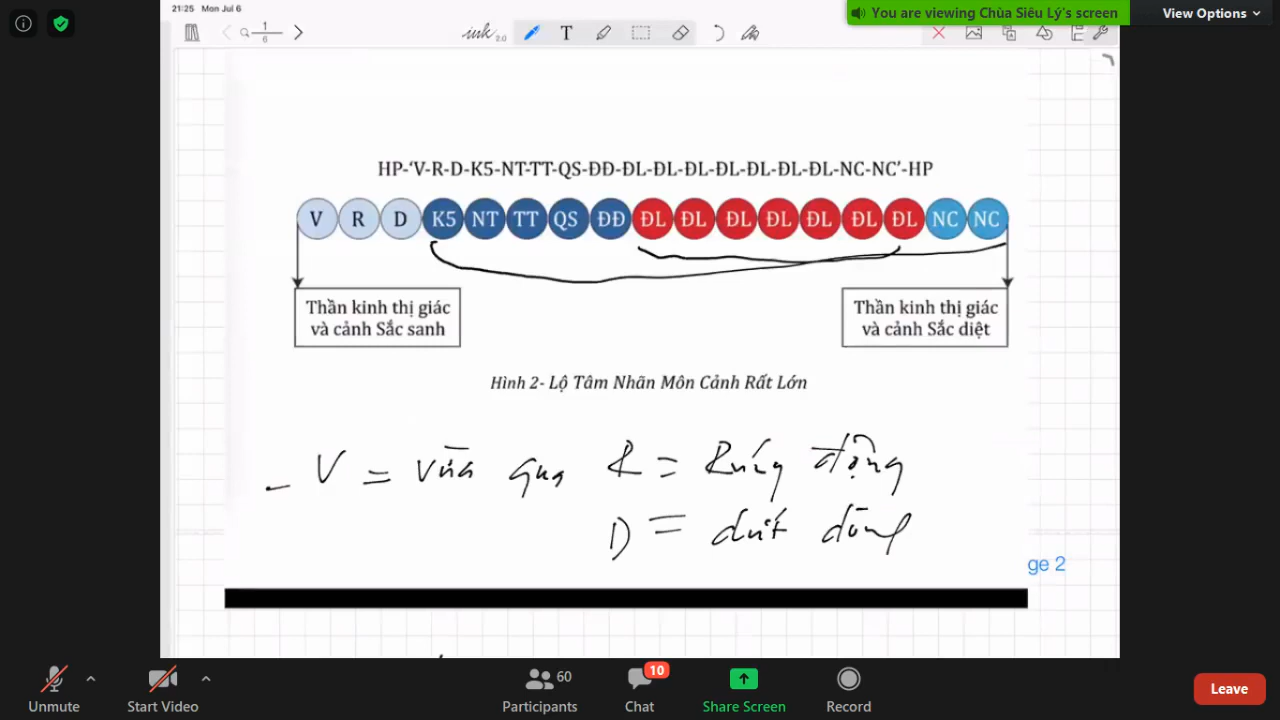 21:25 Mon Jul 6
You are viewing Chùa Siêu Lý's screen
View Options
1
6
ink 2.0
T
HP-'V-R-D-K5-NT-TT-QS-ĐĐ-ĐL-ĐL-ĐL-ĐL-ĐL-ĐL-ĐL-NC-NC'-HP
V R D K5 NT TT QS ĐĐ ĐL ĐL ĐL ĐL ĐL ĐL ĐL NC NC
Thần kinh thị giác
và cảnh Sắc sanh
Thần kinh thị giác
và cảnh Sắc diệt
Hình 2- Lộ Tâm Nhãn Môn Cảnh Rất Lớn
- V = vừa qua R = Rúng động
D = dứt dòng
ge 2
60
10
Unmute
Start Video
Participants
Chat
Share Screen
Record
Leave